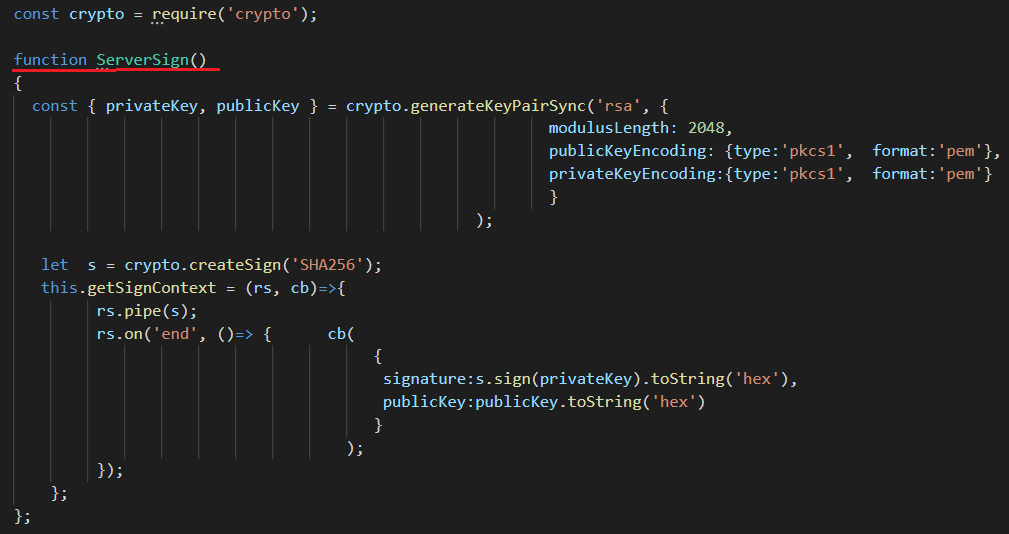 const crypto = require('crypto');
function ServerSign()
{
const { privateKey, publicKey } = crypto.generateKeyPairSync('rsa', {
modulusLength: 2048,
publicKeyEncoding: {type:'pkcs1',  format:'pem'},
privateKeyEncoding:{type:'pkcs1',  format:'pem'}
}
);
let  s = crypto.createSign('SHA256');
this.getSignContext = (rs, cb)=>{
rs.pipe(s);
rs.on('end', ()=> {      cb(
{
signature:s.sign(privateKey).toString('hex'),
publicKey:publicKey.toString('hex')
}
);
});
};
};